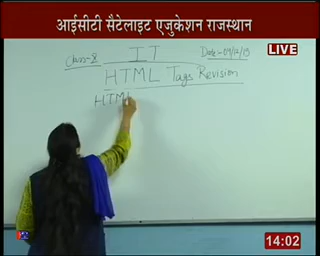 आईसीटी सैटेलाइट एजुकेशन राजस्थान
LIVE
Class-8 IT Date:-09/12/19
HTML Tags Revision
HTML
14:02